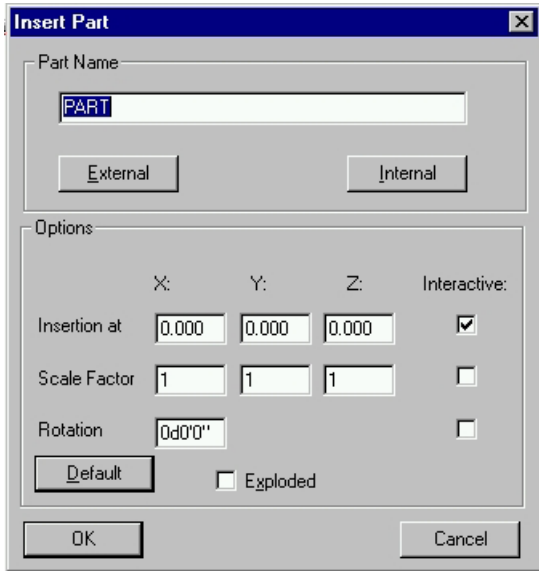 Insert Part
Part Name
PART
External Internal
Options
X: Y: Z: Interactive:
Insertion at 0.000 0.000 0.000
Scale Factor 1 1 1
Rotation 0d0'0"
Default Exploded
OK Cancel